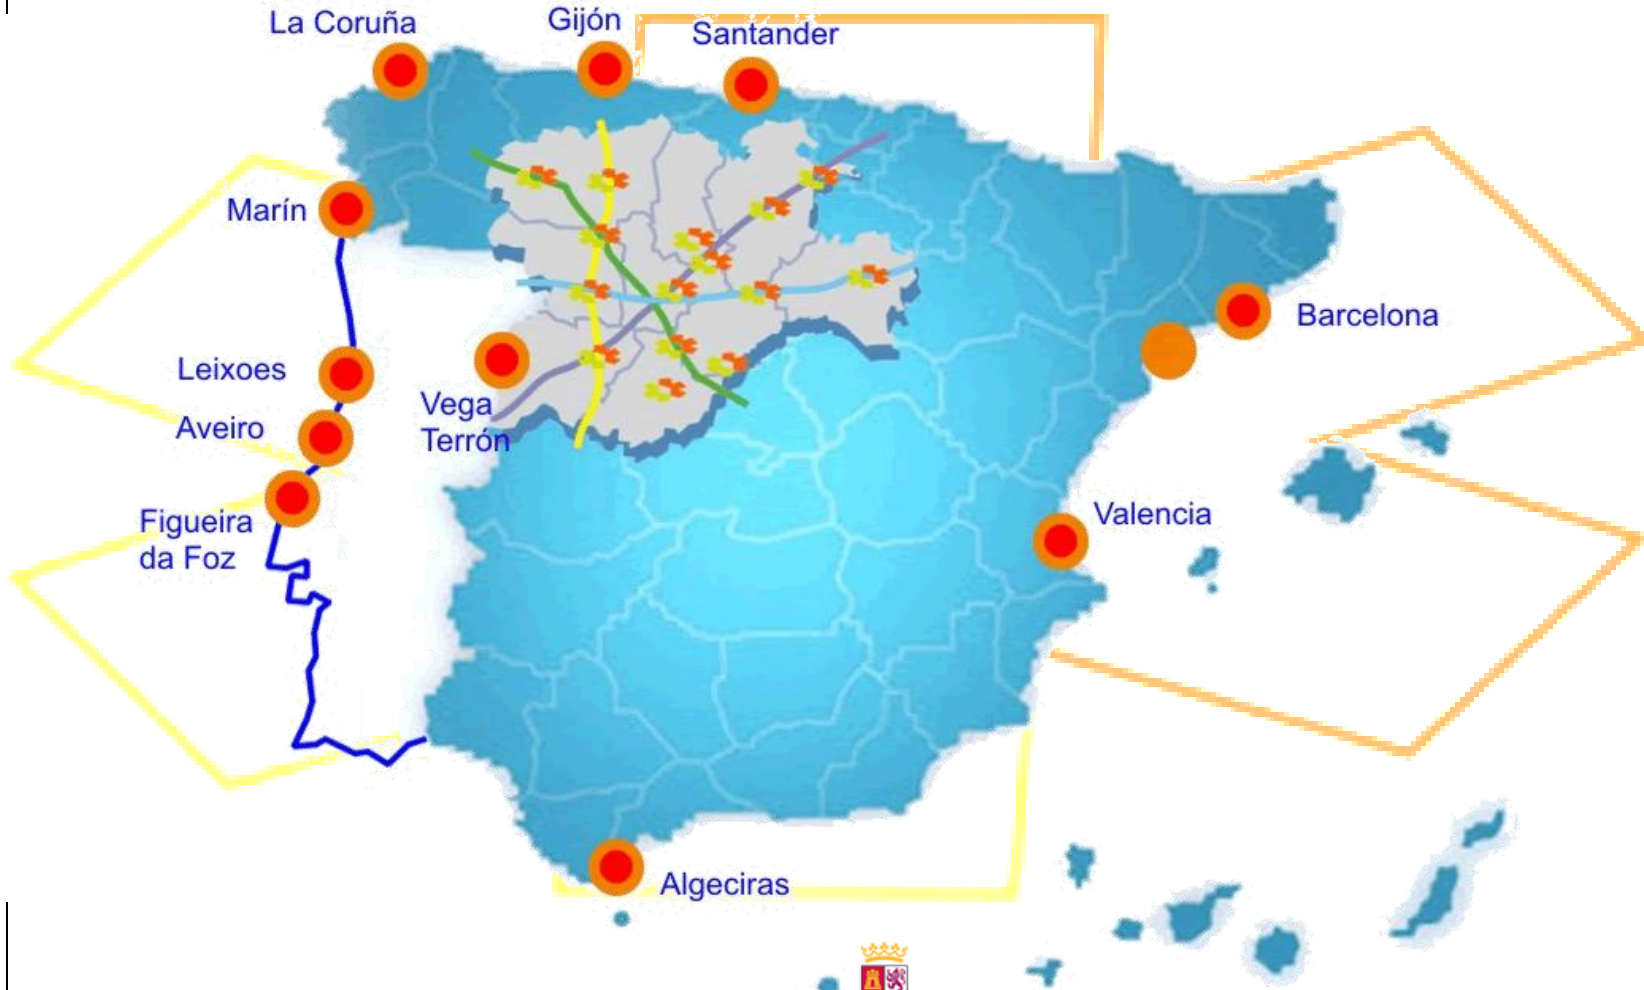 La Coruña
Gijón
Santander
Marín
Leixoes
Aveiro
Figueira
da Foz
Vega
Terrón
Barcelona
Valencia
Algeciras